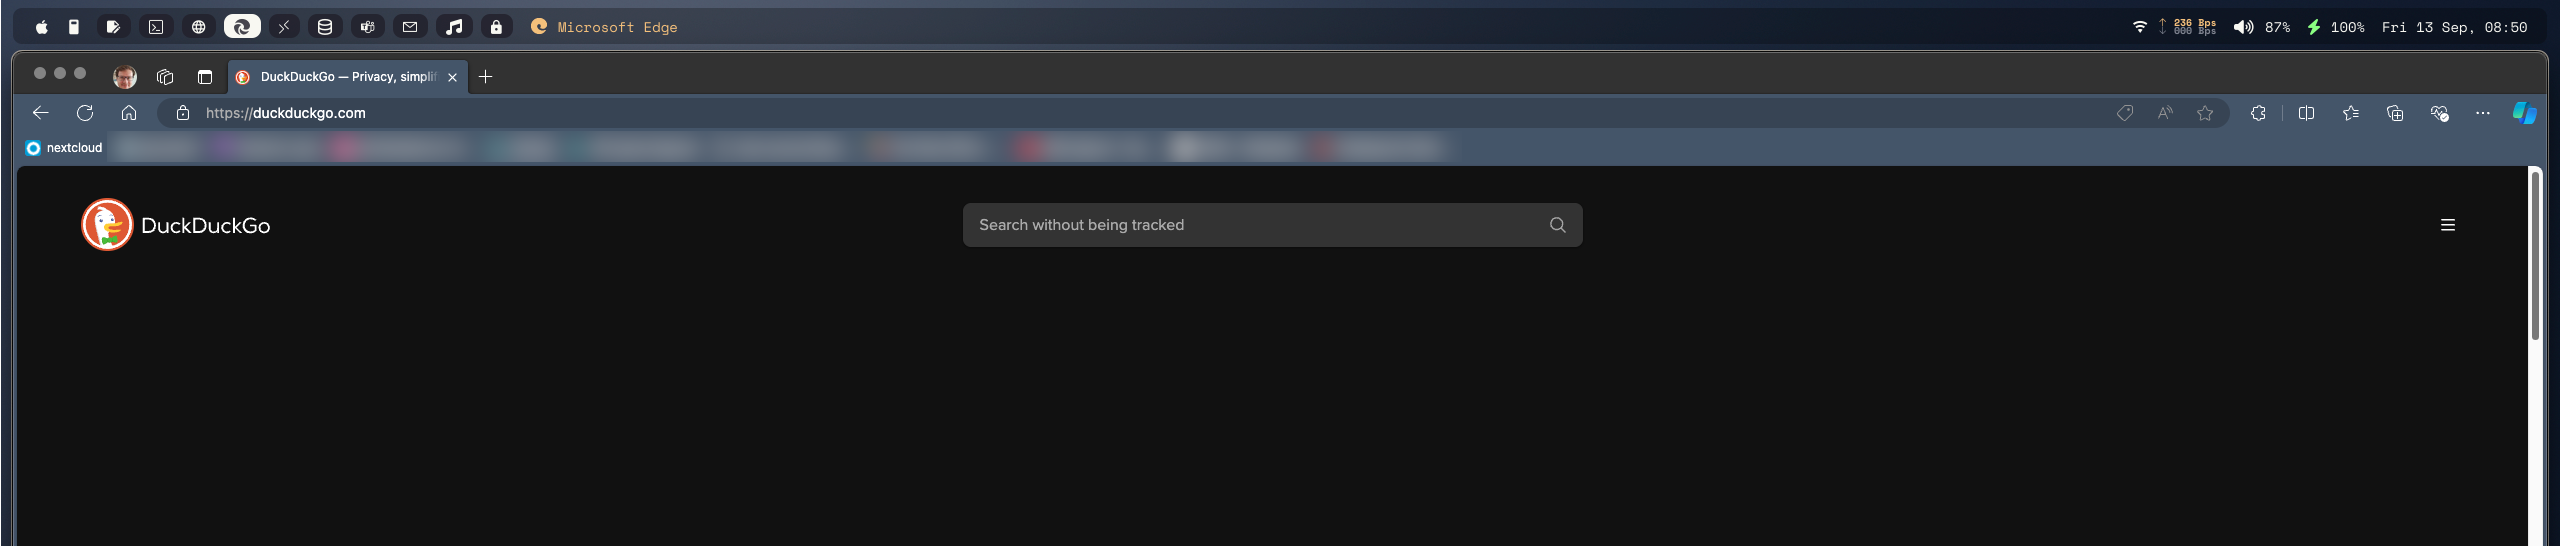 Microsoft Edge
236 Bps
000 Bps
87%
100%
Fri 13 Sep, 08:50
DuckDuckGo — Privacy, simplif
https://duckduckgo.com
nextcloud
DuckDuckGo
Search without being tracked